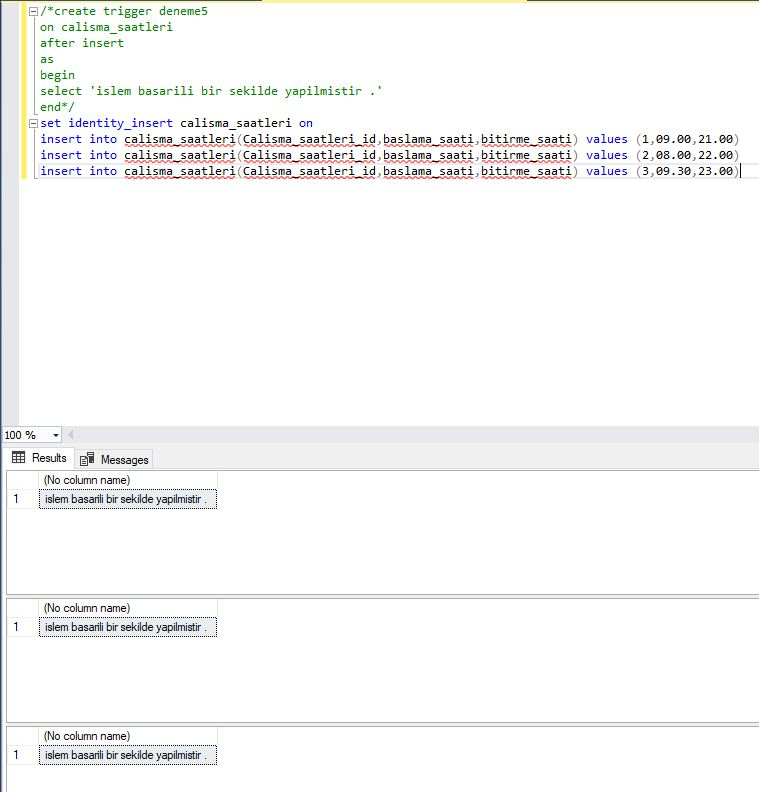 /*create trigger deneme5
on calisma_saatleri
after insert
as
begin
select 'islem basarili bir sekilde yapilmistir .'
end*/
set identity_insert calisma_saatleri on
insert into calisma_saatleri(Calisma_saatleri_id,baslama_saati,bitirme_saati) values (1,09.00,21.00)
insert into calisma_saatleri(Calisma_saatleri_id,baslama_saati,bitirme_saati) values (2,08.00,22.00)
insert into calisma_saatleri(Calisma_saatleri_id,baslama_saati,bitirme_saati) values (3,09.30,23.00)
100 %
Results Messages
(No column name)
1 islem basarili bir sekilde yapilmistir .
(No column name)
1 islem basarili bir sekilde yapilmistir .
(No column name)
1 islem basarili bir sekilde yapilmistir .